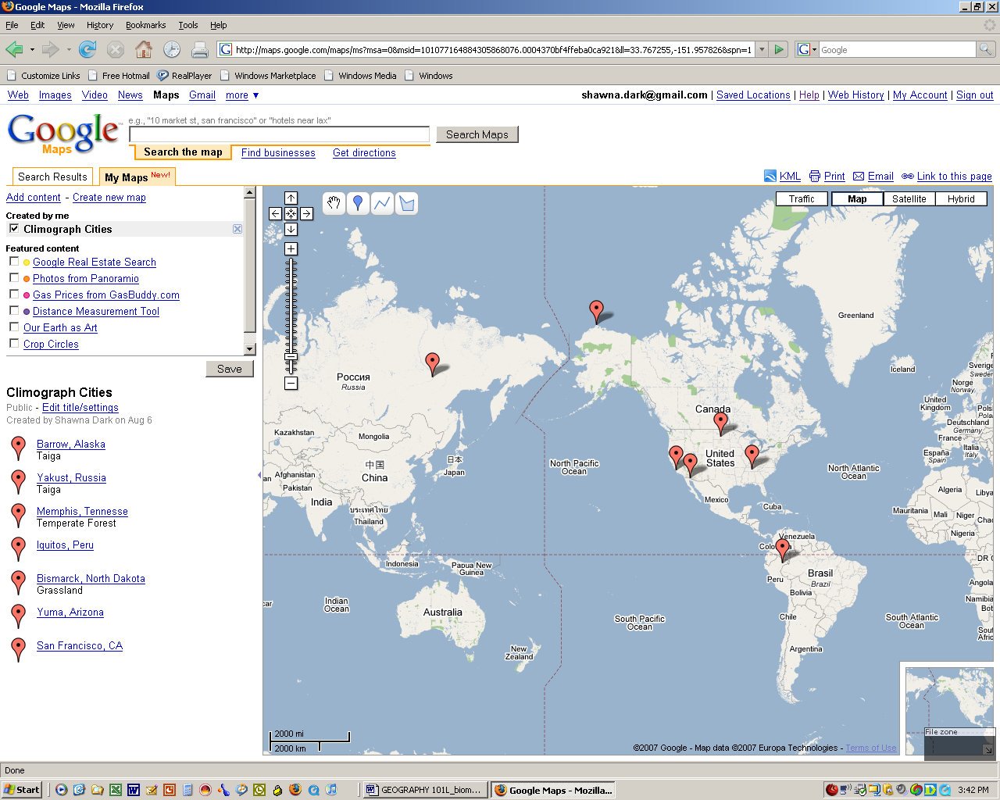 Google Maps - Mozilla Firefox
File Edit View History Bookmarks Tools Help
http://maps.google.com/maps/ms?msa=0&msid=101077164884305868076.0004370bf4ffeba0ca921&ll=33.767255,-151.957826&spn=1
Google
Customize Links Free Hotmail RealPlayer Windows Marketplace Windows Media Windows
Web Images Video News Maps Gmail more ▼
shawna.dark@gmail.com | Saved Locations | Help | Web History | My Account | Sign out
Google Maps
e.g., "10 market st, san francisco" or "hotels near lax"
Search Maps
Search the map Find businesses Get directions
Search Results My Maps New!
KML Print Email Link to this page
Add content - Create new map
Created by me
Climograph Cities
Featured content
Google Real Estate Search
Photos from Panoramio
Gas Prices from GasBuddy.com
Distance Measurement Tool
Our Earth as Art
Crop Circles
Save
Climograph Cities
Public - Edit title/settings
Created by Shawna Dark on Aug 6
Barrow, Alaska
Taiga
Yakust, Russia
Taiga
Memphis, Tennesse
Temperate Forest
Iquitos, Peru
Bismarck, North Dakota
Grassland
Yuma, Arizona
San Francisco, CA
Traffic Map Satellite Hybrid
Greenland
Iceland
Россия
Russia
Sverige
Sweden
Norge
Norway
Canada
United
Kingdom
Deutschland
Germany
France
Italia
Italy
España
Spain
Kazakhstan
Mongolia
中国
China
日本
Japan
United
States
North Pacific
Ocean
North Atlantic
Ocean
an
Afghanistan
Pakistan
India
ประเทศไทย
Thailand
Mexico
Cuba
Algeria
Libya
Mauritania
Mali
Niger
Chad
Nigeria
Venezuela
Colo
Indonesia
Papua New
Guinea
Peru
Brasil
Brazil
Bolivia
DR C
Angola
Namibia
Bot
South
Afric
car
Indian
Ocean
Australia
South Pacific
Ocean
Chile
South Atlantic
Ocean
New
Zealand
Argentina
2000 mi
2000 km
©2007 Google - Map data ©2007 Europa Technologies - Terms of Use
File zone
Done
Start
GEOGRAPHY 101L_biom...
Google Maps - Mozilla...
3:42 PM